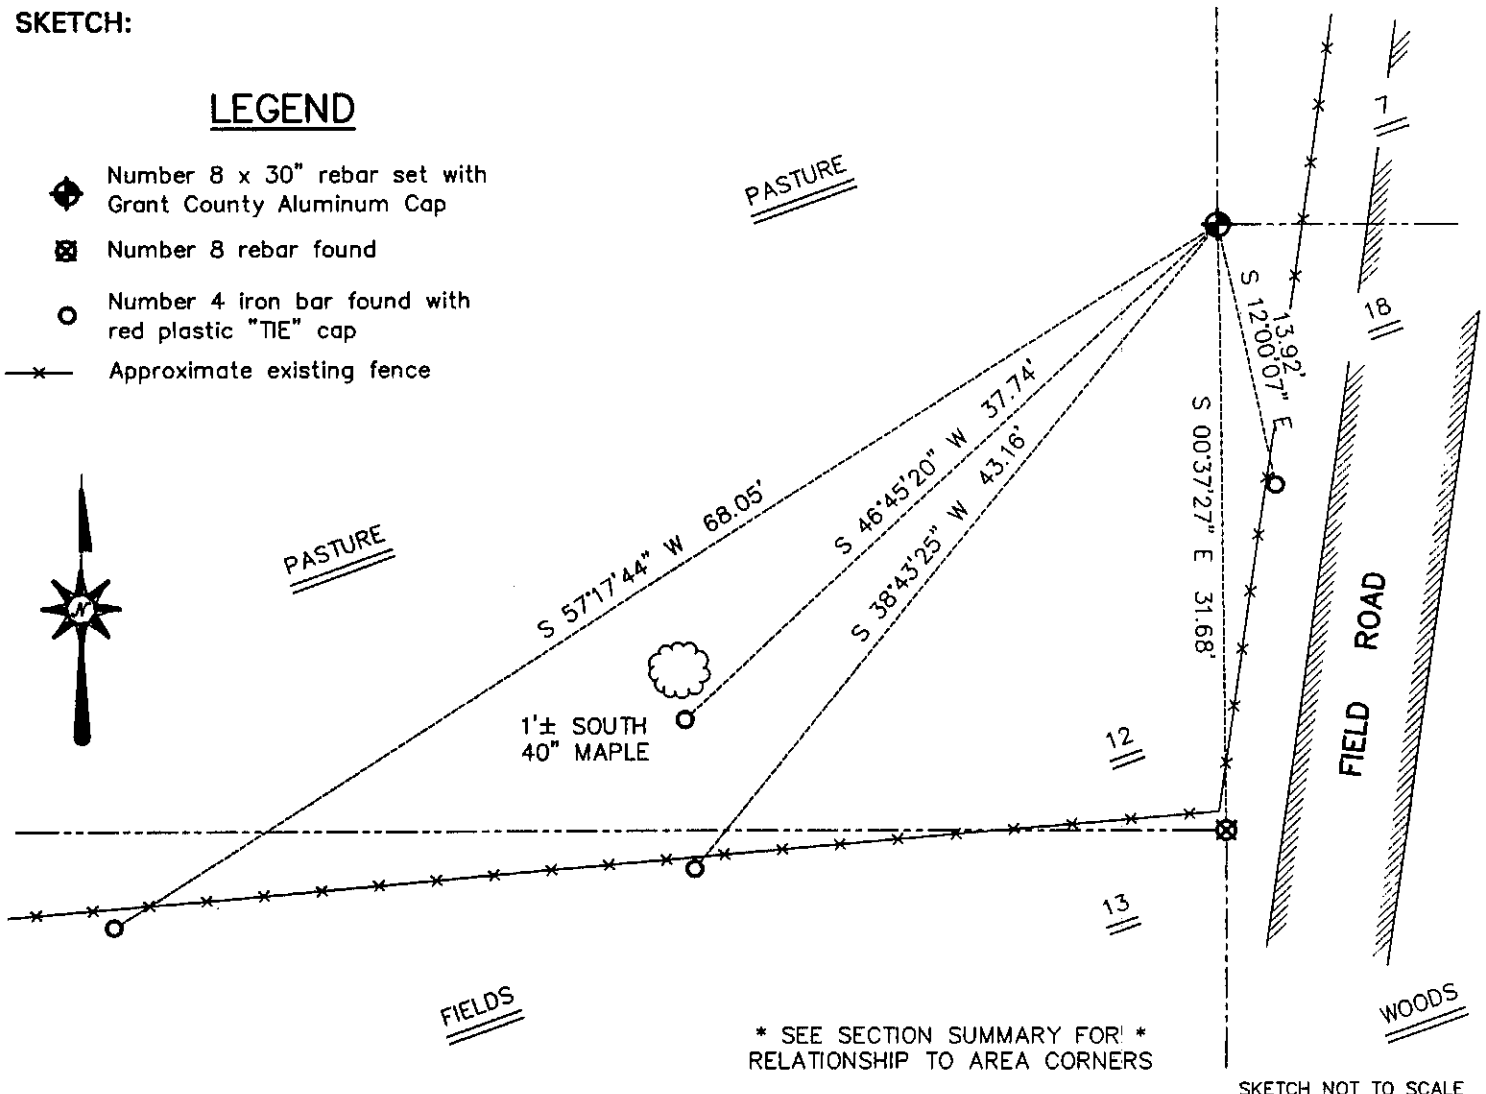 SKETCH:
LEGEND
Number 8 x 30" rebar set with
Grant County Aluminum Cap
Number 8 rebar found
Number 4 iron bar found with
red plastic "TIE" cap
Approximate existing fence
PASTURE
7
18
13.92'
S 12°00'07" E
S 00°37'27" E 31.68'
S 46°45'20" W 37.74'
S 38°43'25" W 43.16'
S 57°17'44" W 68.05'
PASTURE
N
1'± SOUTH
40" MAPLE
FIELD ROAD
12
13
FIELDS
WOODS
* SEE SECTION SUMMARY FOR *
RELATIONSHIP TO AREA CORNERS
SKETCH NOT TO SCALE